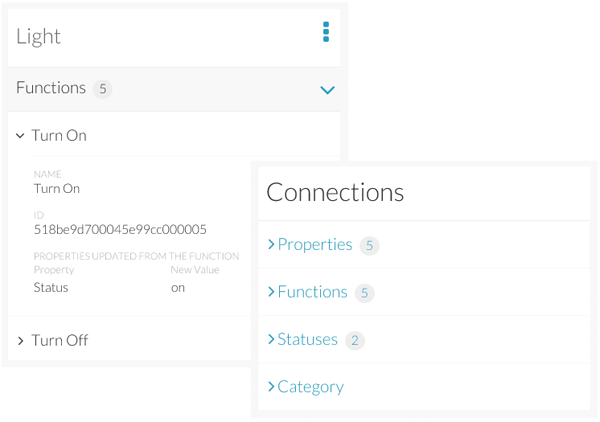 Light
Functions 5
Turn On
NAME
Turn On
ID
518be9d700045e99cc000005
PROPERTIES UPDATED FROM THE FUNCTION
Property New Value
Status on
Turn Off
Connections
Properties 5
Functions 5
Statuses 2
Category